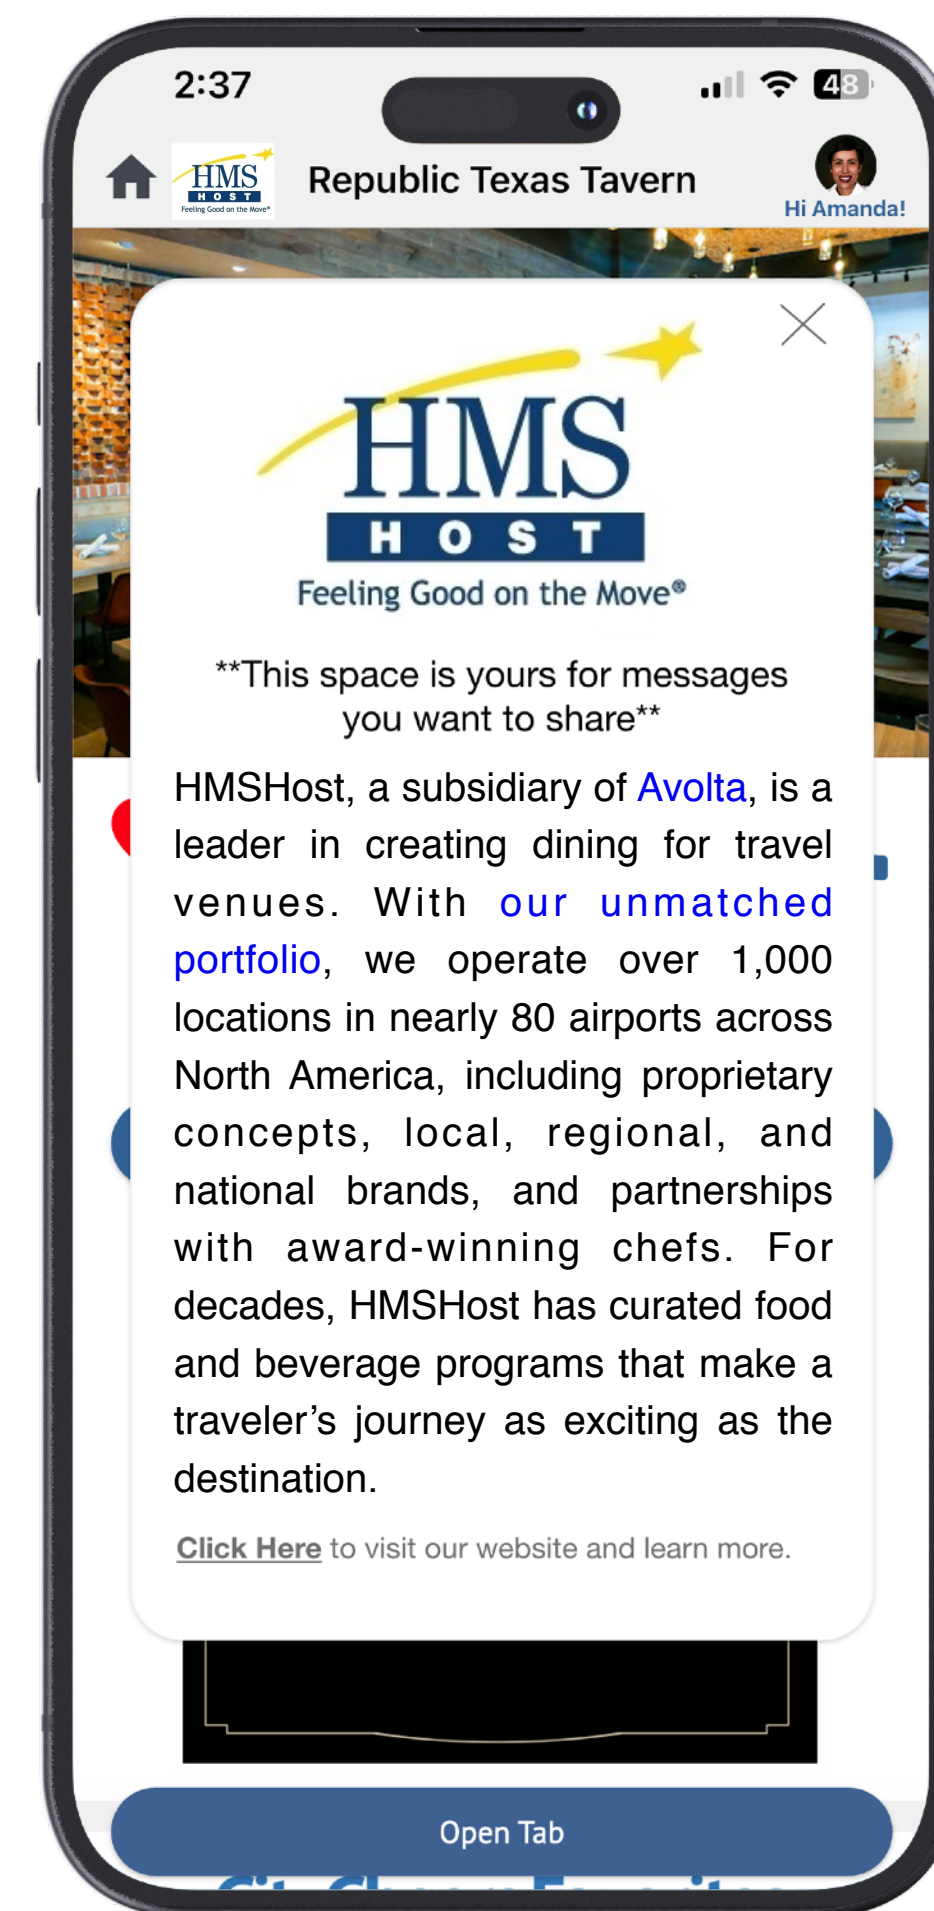 2:37
48
HMS
HOST
Feeling Good on the Move®
Republic Texas Tavern
Hi Amanda!
HMS
HOST
Feeling Good on the Move®
**This space is yours for messages
you want to share**
HMSHost, a subsidiary of Avolta, is a
leader in creating dining for travel
venues. With our unmatched
portfolio, we operate over 1,000
locations in nearly 80 airports across
North America, including proprietary
concepts, local, regional, and
national brands, and partnerships
with award-winning chefs. For
decades, HMSHost has curated food
and beverage programs that make a
traveler’s journey as exciting as the
destination.
Click Here to visit our website and learn more.
Open Tab